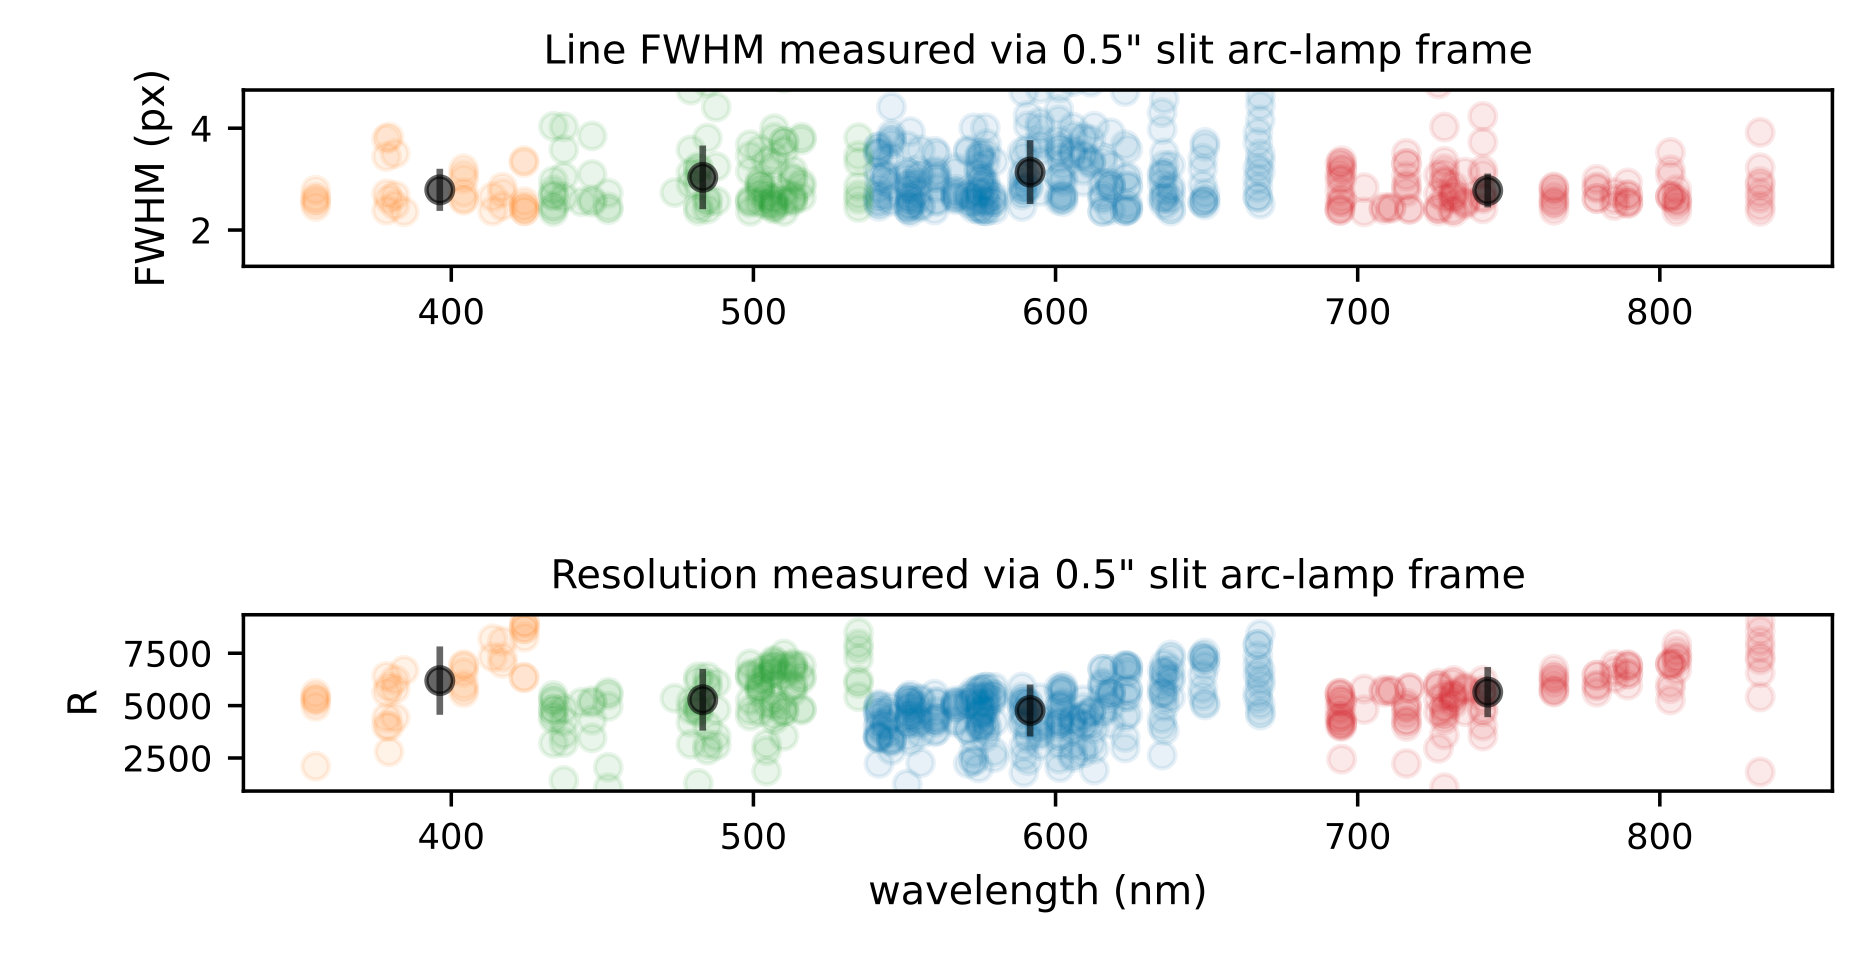 Line FWHM measured via 0.5" slit arc-lamp frame
FWHM (px)
4
2
400 500 600 700 800
Resolution measured via 0.5" slit arc-lamp frame
R
7500
5000
2500
400 500 600 700 800
wavelength (nm)